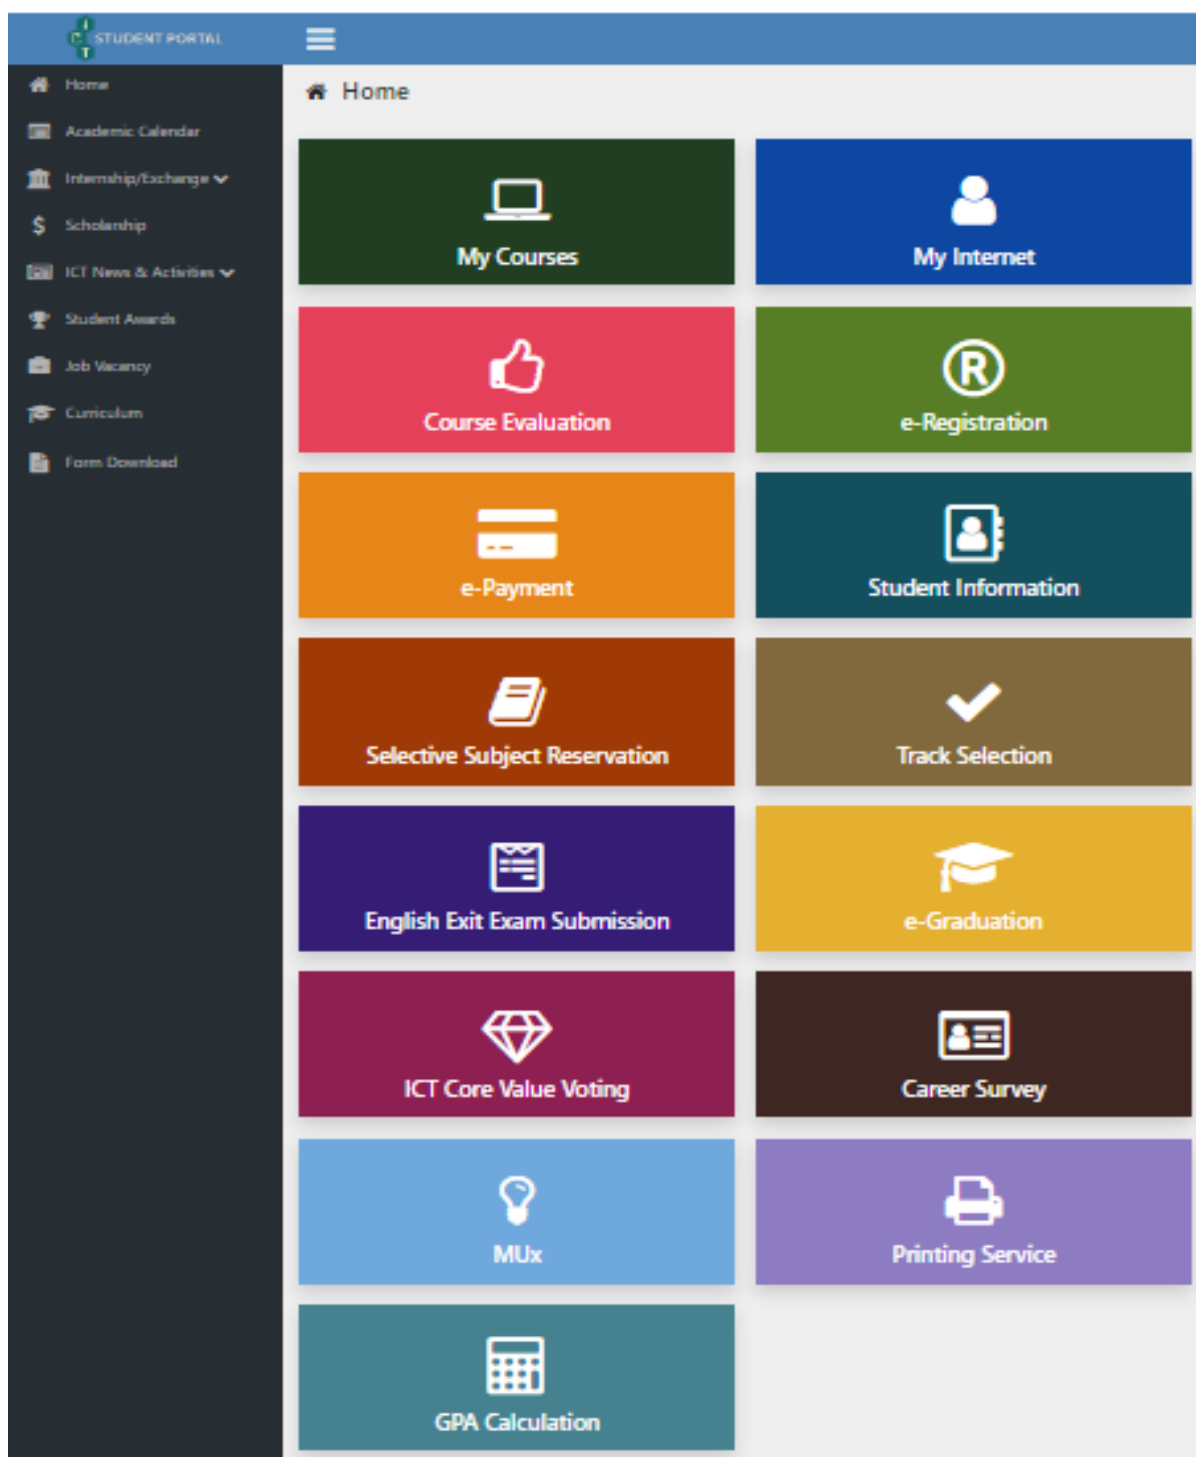 I
C
T
STUDENT PORTAL
Home
Academic Calendar
Internship/Exchange
Scholarship
ICT News & Activities
Student Awards
Job Vacancy
Curriculum
Form Download
Home
My Courses
My Internet
Course Evaluation
R
e-Registration
e-Payment
Student Information
Selective Subject Reservation
Track Selection
English Exit Exam Submission
e-Graduation
ICT Core Value Voting
Career Survey
MUx
Printing Service
GPA Calculation